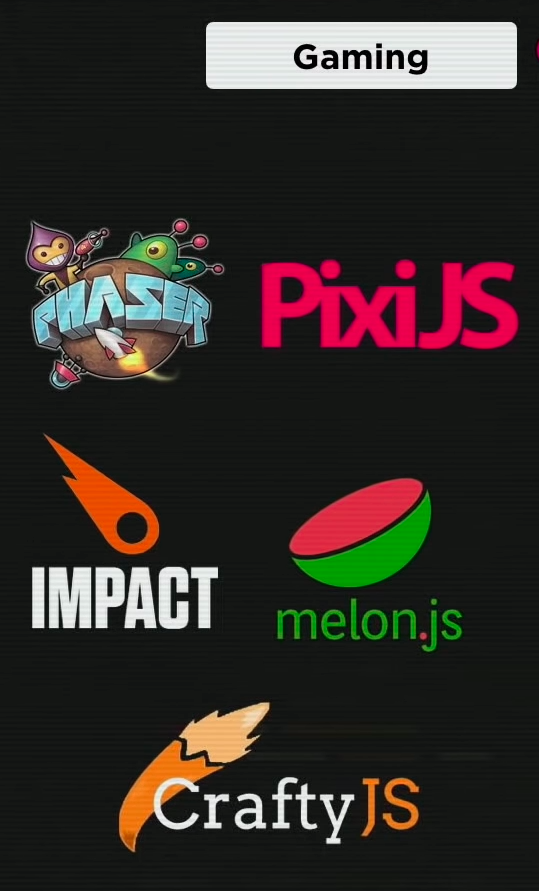 Gaming
PHASER
PixiJS
IMPACT
melon.js
CraftyJS